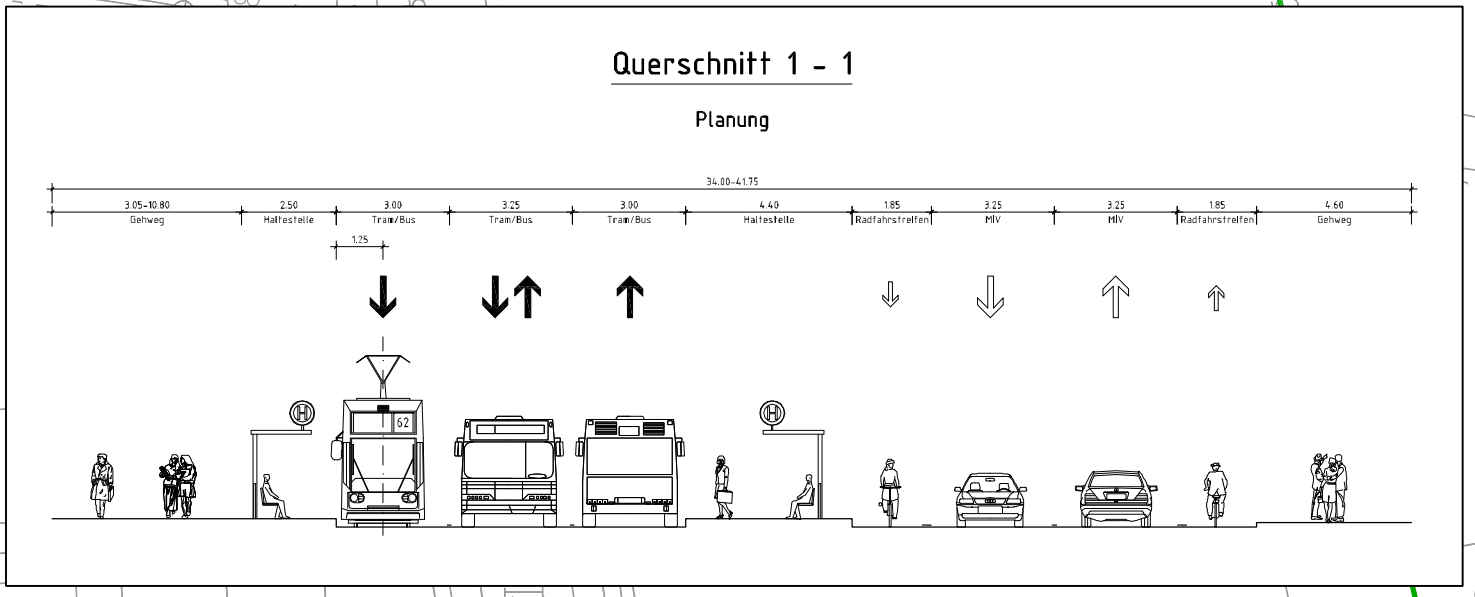 Querschnitt 1 - 1
Planung
34.00-41.75
3.05-10.80 2.50 3.00 3.25 3.00 4.40 1.85 3.25 3.25 1.85 4.60
Gehweg Haltestelle Tram/Bus Tram/Bus Tram/Bus Haltestelle Radfahrstreifen MIV MIV Radfahrstreifen Gehweg
1.25
H H
62